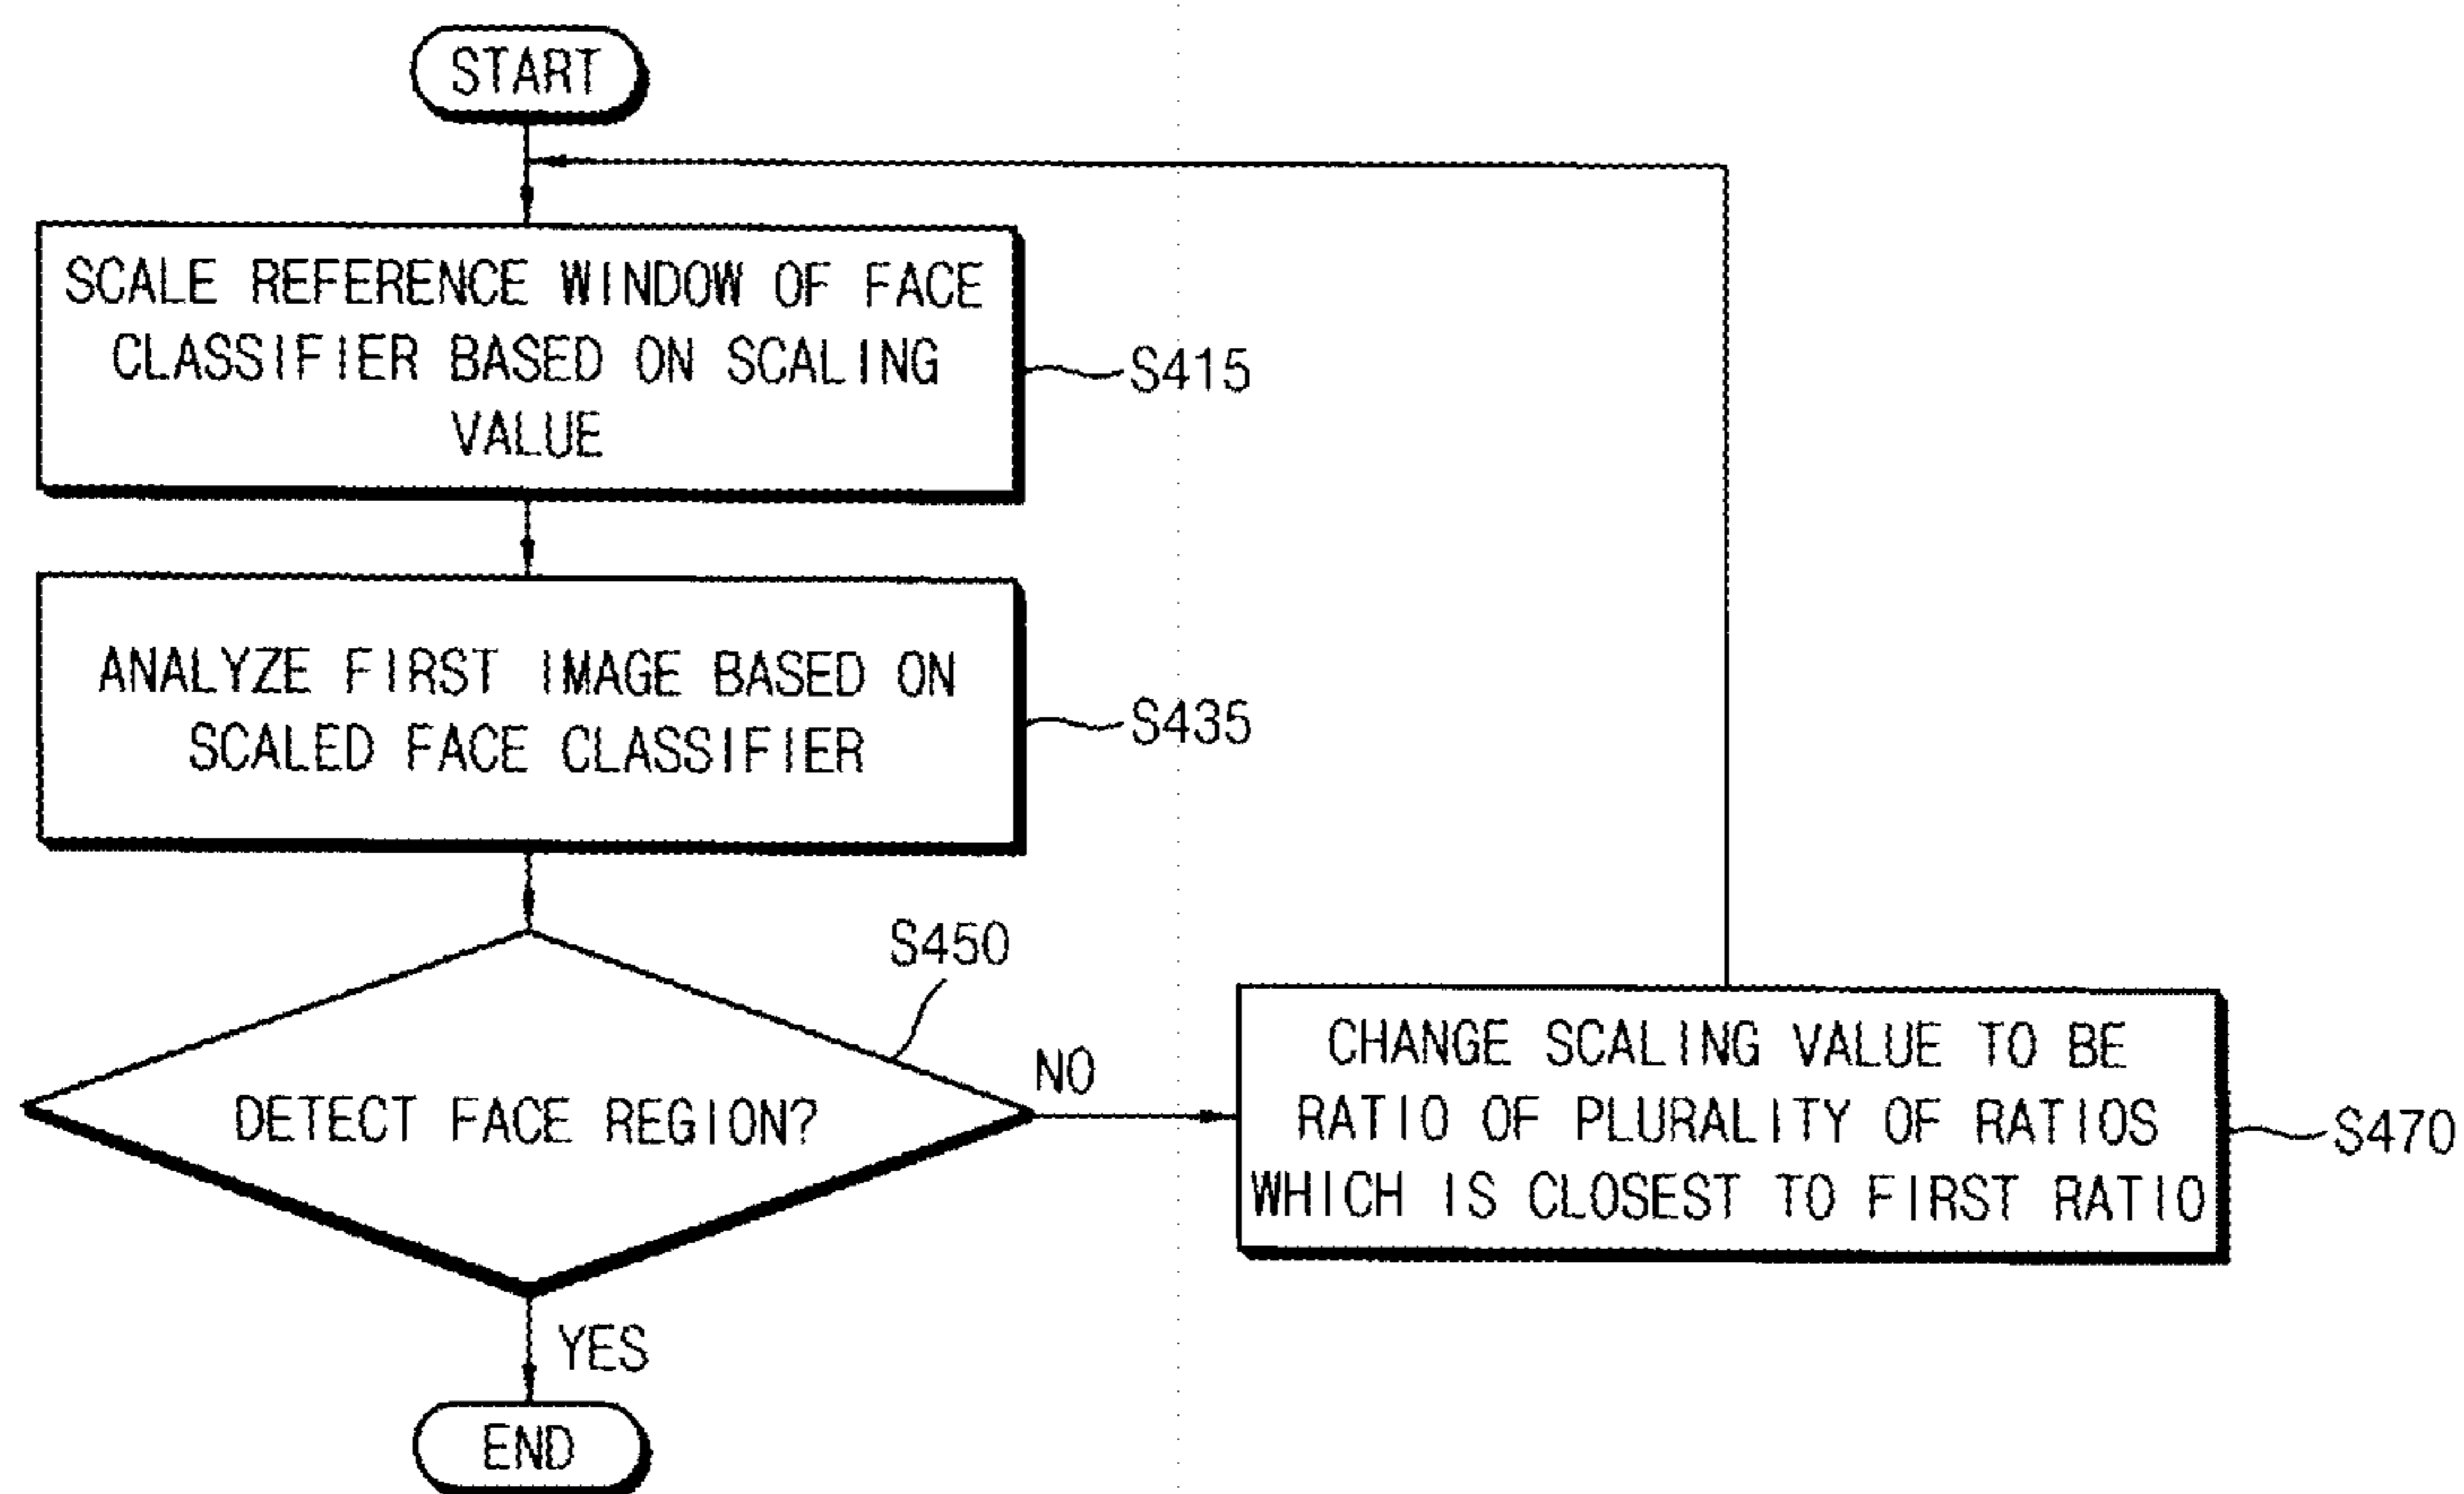 START
SCALE REFERENCE WINDOW OF FACE
CLASSIFIER BASED ON SCALING
VALUE
S415
ANALYZE FIRST IMAGE BASED ON
SCALED FACE CLASSIFIER
S435
S450
DETECT FACE REGION?
NO
CHANGE SCALING VALUE TO BE
RATIO OF PLURALITY OF RATIOS
WHICH IS CLOSEST TO FIRST RATIO
S470
YES
END